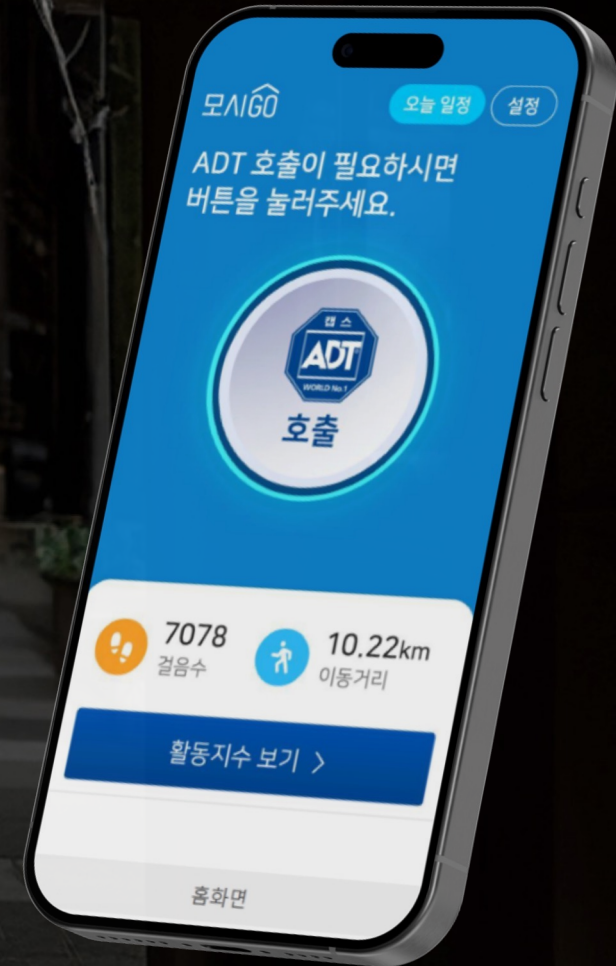 모시GO
오늘 일정
설정
ADT 호출이 필요하시면
버튼을 눌러주세요.
캡스
ADT
WORLD No.1
호출
7078
걸음수
10.22km
이동거리
활동지수 보기 >
홈화면